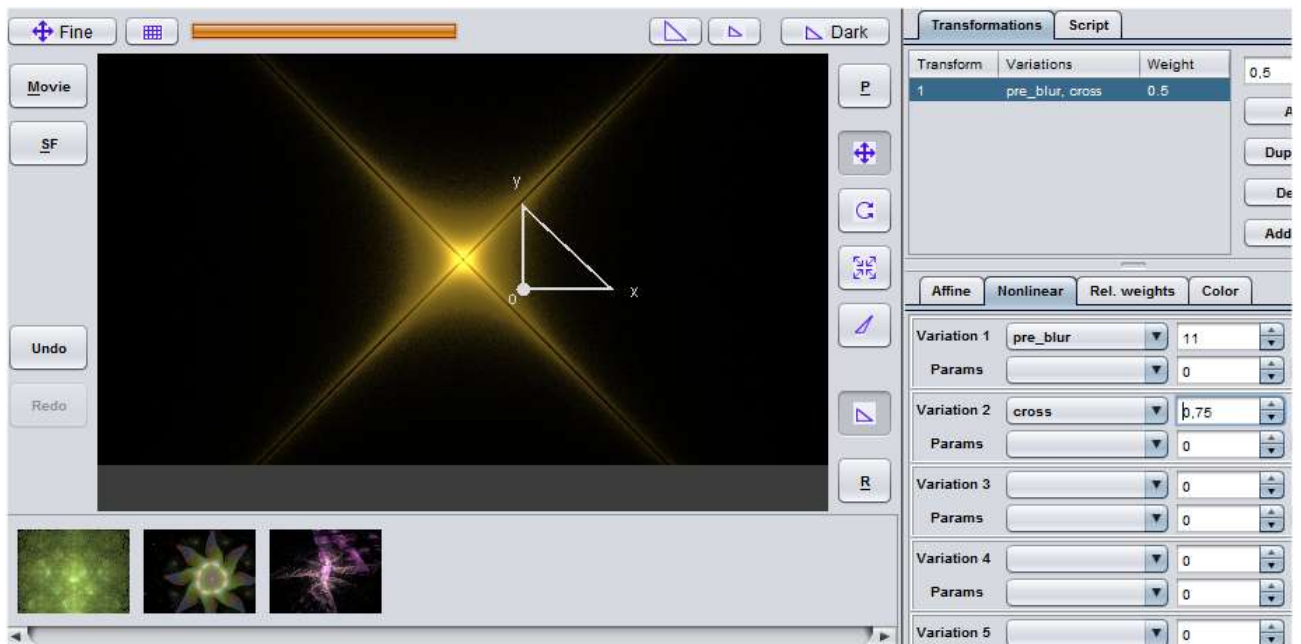 Fine
Dark
Movie
SF
Undo
Redo
P
R
y
o
x
Transformations Script
Transform Variations Weight
1 pre_blur, cross 0.5
0,5
A
Dup
De
Add
Affine Nonlinear Rel. weights Color
Variation 1 pre_blur 11
Params 0
Variation 2 cross 0,75
Params 0
Variation 3 0
Params 0
Variation 4 0
Params 0
Variation 5 0